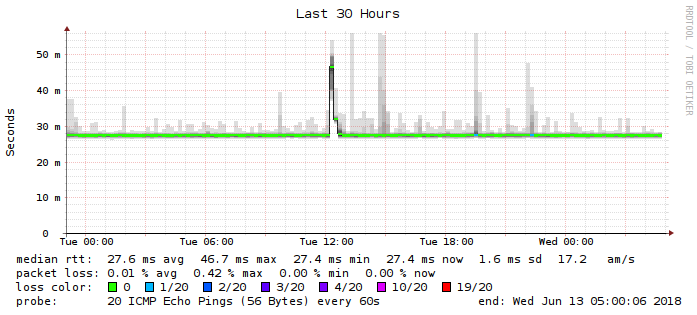 Last 30 Hours
RRDTOOL / TOBI OETIKER
Seconds
50 m
40 m
30 m
20 m
10 m
0
Tue 00:00 Tue 06:00 Tue 12:00 Tue 18:00 Wed 00:00
median rtt: 27.6 ms avg 46.7 ms max 27.4 ms min 27.4 ms now 1.6 ms sd 17.2 am/s
packet loss: 0.01 % avg 0.42 % max 0.00 % min 0.00 % now
loss color: 0 1/20 2/20 3/20 4/20 10/20 19/20
probe: 20 ICMP Echo Pings (56 Bytes) every 60s end: Wed Jun 13 05:00:06 2018